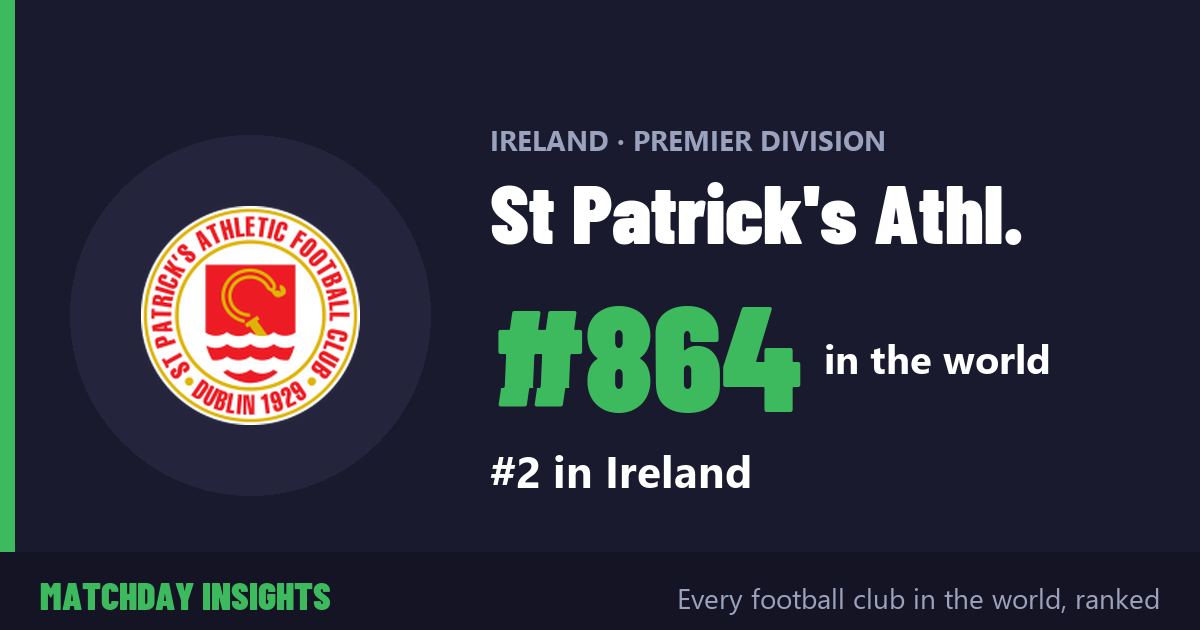 IRELAND · PREMIER DIVISION
St Patrick's Athl.
#864 in the world
#2 in Ireland
ST PATRICK'S ATHLETIC FOOTBALL CLUB
• DUBLIN 1929 •
MATCHDAY INSIGHTS
Every football club in the world, ranked